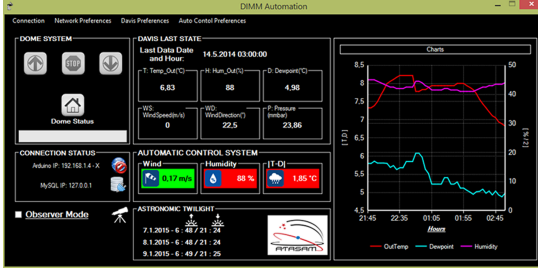 DIMM Automation
Connection Network Preferences Davis Preferences Auto Contol Preferences
DOME SYSTEM
STOP
Dome Status
CONNECTION STATUS
Arduino IP: 192.168.1.4 - X
MySQL IP: 127.0.0.1
Observer Mode
DAVIS LAST STATE
Last Data Date and Hour: 14.5.2014 03:00:00
T: Temp_Out(°C)
6,83
H: Hum_Out(%)
88
D: Dewpoint(°C)
4,98
WS: WindSpeed(m/s)
0
WD: WindDirection(°)
22,5
P: Pressure (mmbar)
23,86
AUTOMATIC CONTROL SYSTEM
Wind
0,17 m/s
Humidity
88 %
|T-D|
1,85 °C
ASTRONOMIC TWILIGHT
7.1.2015 - 6 : 48 / 21 : 24
8.1.2015 - 6 : 48 / 21 : 24
9.1.2015 - 6 : 49 / 21 : 25
ATASAM
Charts
8,5
8
7,5
7
6,5
6
5,5
5
4,5
[T-D]
50
40
30
20
10
0
[%/2]
21:45 22:35 01:05 01:55 02:45
Hours
OutTemp Dewpoint Humidity